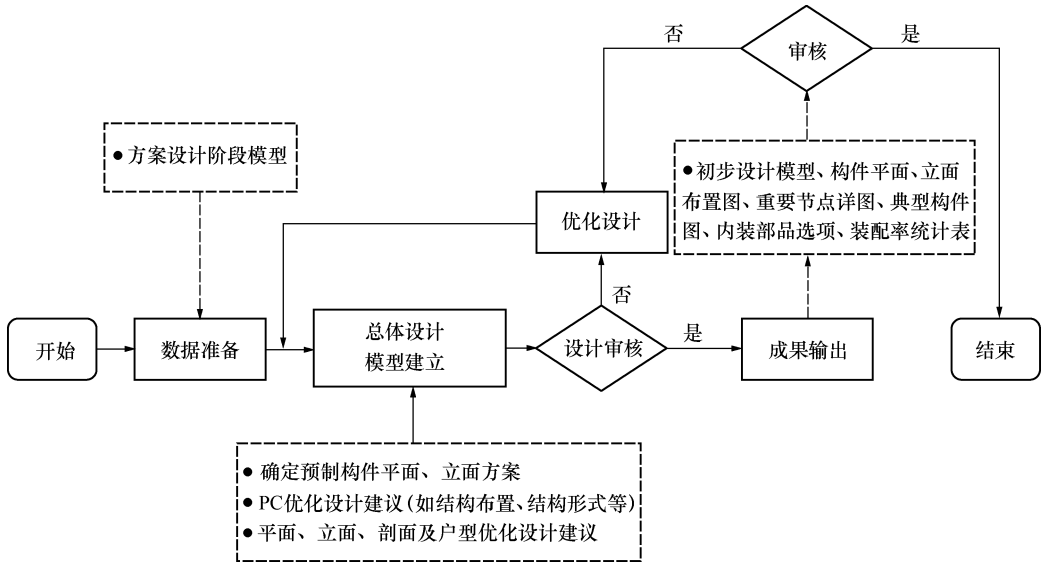 否
审核
是
● 方案设计阶段模型
● 初步设计模型、构件平面、立面
布置图、重要节点详图、典型构件
图、内装部品选项、装配率统计表
优化设计
否
开始
数据准备
总体设计
模型建立
设计审核
是
成果输出
结束
● 确定预制构件平面、立面方案
● PC优化设计建议(如结构布置、结构形式等)
● 平面、立面、剖面及户型优化设计建议